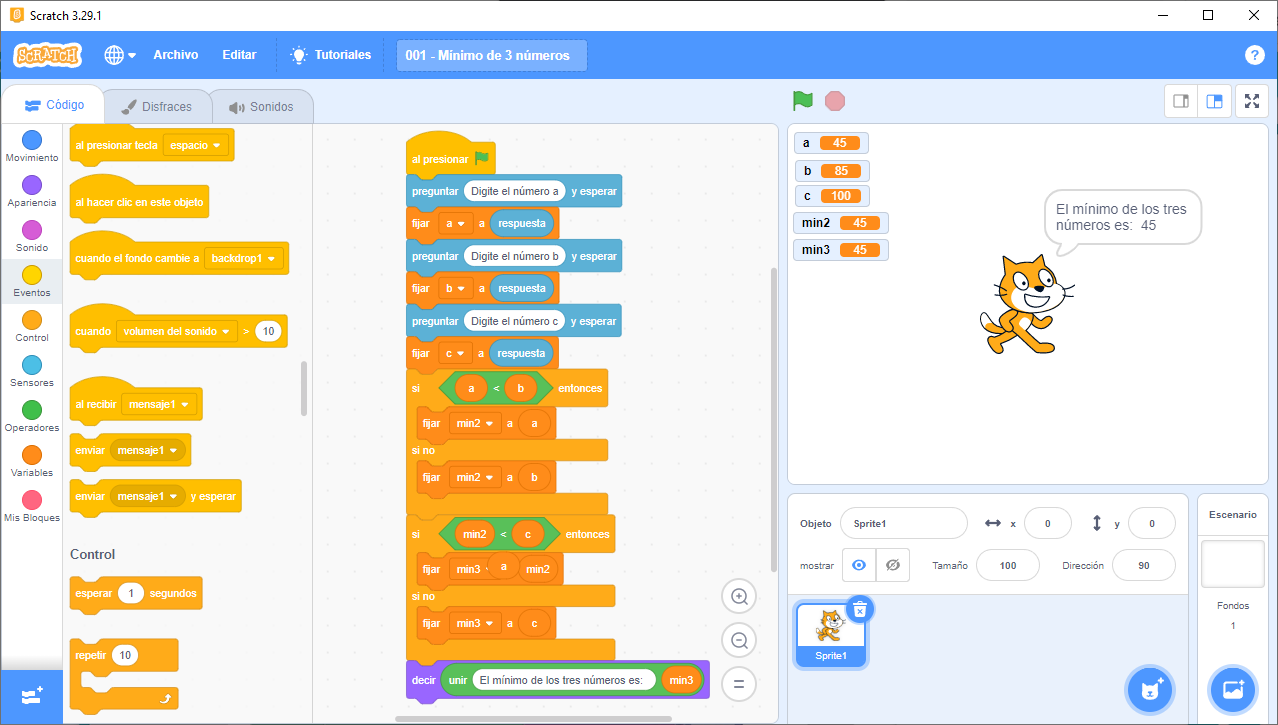 Scratch 3.29.1
SCRATCH
Archivo
Editar
Tutoriales
001 - Mínimo de 3 números
?
Código
Disfraces
Sonidos
Movimiento
Apariencia
Sonido
Eventos
Control
Sensores
Operadores
Variables
Mis Bloques
al presionar tecla espacio
al hacer clic en este objeto
cuando el fondo cambie a backdrop1
cuando volumen del sonido > 10
al recibir mensaje1
enviar mensaje1
enviar mensaje1 y esperar
Control
esperar 1 segundos
repetir 10
al presionar
preguntar Digite el número a y esperar
fijar a a respuesta
preguntar Digite el número b y esperar
fijar b a respuesta
preguntar Digite el número c y esperar
fijar c a respuesta
si a < b entonces
fijar min2 a a
si no
fijar min2 a b
si min2 < c entonces
fijar min3 a min2
si no
fijar min3 a c
decir unir El mínimo de los tres números es: min3
a 45
b 85
c 100
min2 45
min3 45
El mínimo de los tres
números es: 45
Objeto Sprite1 x 0 y 0
mostrar Tamaño 100 Dirección 90
Sprite1
Escenario
Fondos
1